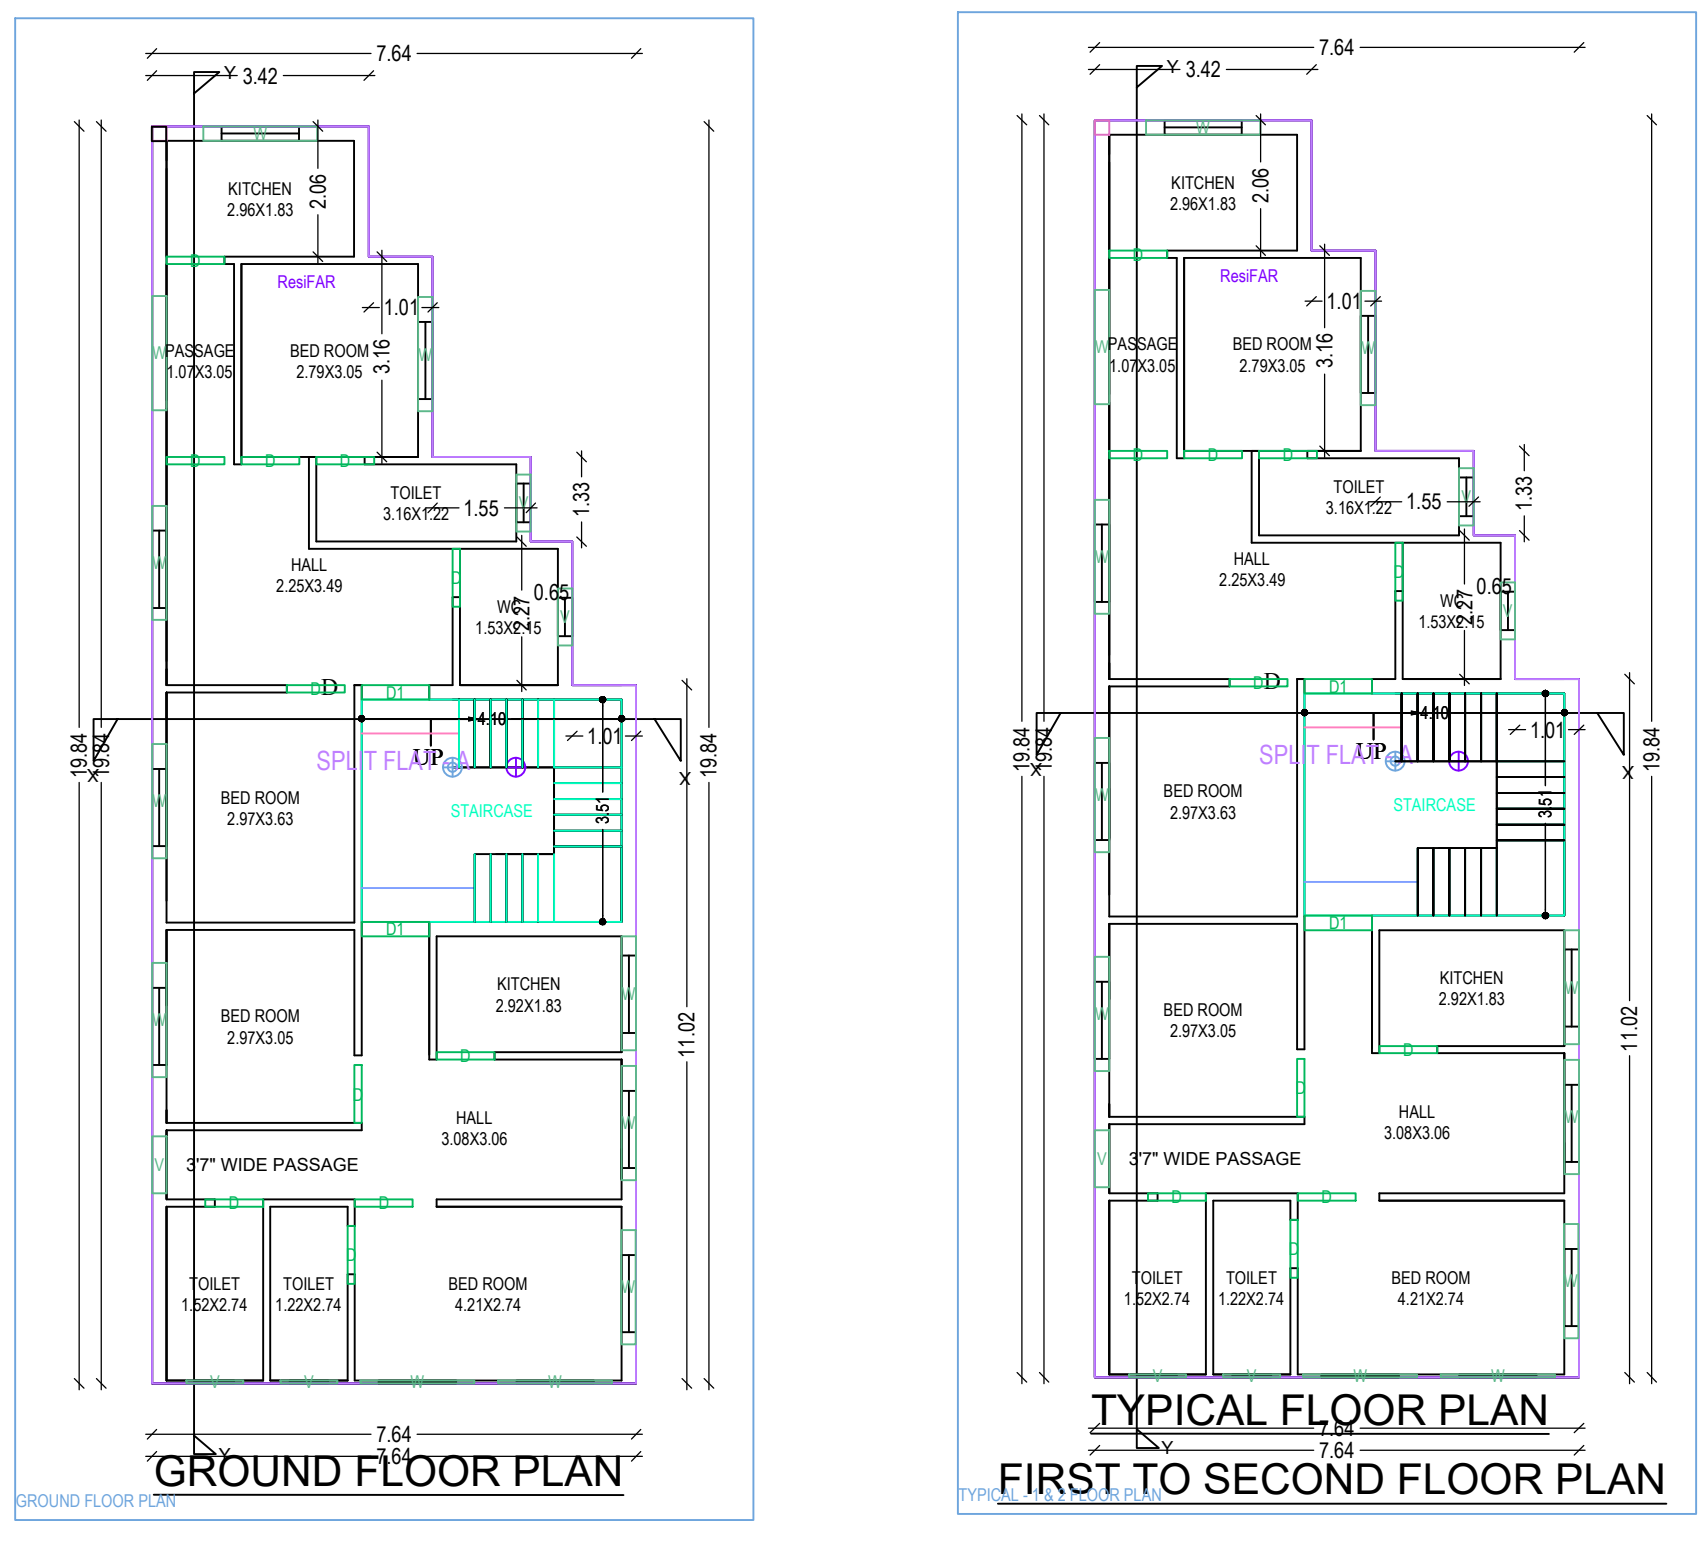 7.64
3.42
Y
W
KITCHEN
2.96X1.83
2.06
D
ResiFAR
1.01
W
PASSAGE
1.07X3.05
BED ROOM
2.79X3.05
3.16
W
D
D
D
TOILET
3.16X1.22
1.55
V
1.33
W
HALL
2.25X3.49
D
WC
1.53X2.15
2.27
0.65
V
D
D
D1
4.10
1.01
19.84
19.84
19.84
X
X
SPLIT FLAT - A
UP
STAIRCASE
3.51
W
BED ROOM
2.97X3.63
D1
KITCHEN
2.92X1.83
W
W
BED ROOM
2.97X3.05
11.02
D
D
HALL
3.08X3.06
W
V
3'7" WIDE PASSAGE
D
D
D
TOILET
1.52X2.74
TOILET
1.22X2.74
BED ROOM
4.21X2.74
W
V
V
W
W
7.64
Y
7.64
GROUND FLOOR PLAN
GROUND FLOOR PLAN
7.64
3.42
Y
W
KITCHEN
2.96X1.83
2.06
D
ResiFAR
1.01
W
PASSAGE
1.07X3.05
BED ROOM
2.79X3.05
3.16
W
D
D
D
TOILET
3.16X1.22
1.55
V
1.33
W
HALL
2.25X3.49
D
WC
1.53X2.15
2.27
0.65
V
D
D
D1
4.10
1.01
19.84
19.84
19.84
X
X
SPLIT FLAT - A
UP
STAIRCASE
3.51
W
BED ROOM
2.97X3.63
D1
KITCHEN
2.92X1.83
W
W
BED ROOM
2.97X3.05
11.02
D
D
HALL
3.08X3.06
W
V
3'7" WIDE PASSAGE
D
D
D
TOILET
1.52X2.74
TOILET
1.22X2.74
BED ROOM
4.21X2.74
W
V
V
W
W
TYPICAL FLOOR PLAN
7.64
Y
7.64
FIRST TO SECOND FLOOR PLAN
TYPICAL - 1 & 2 FLOOR PLAN